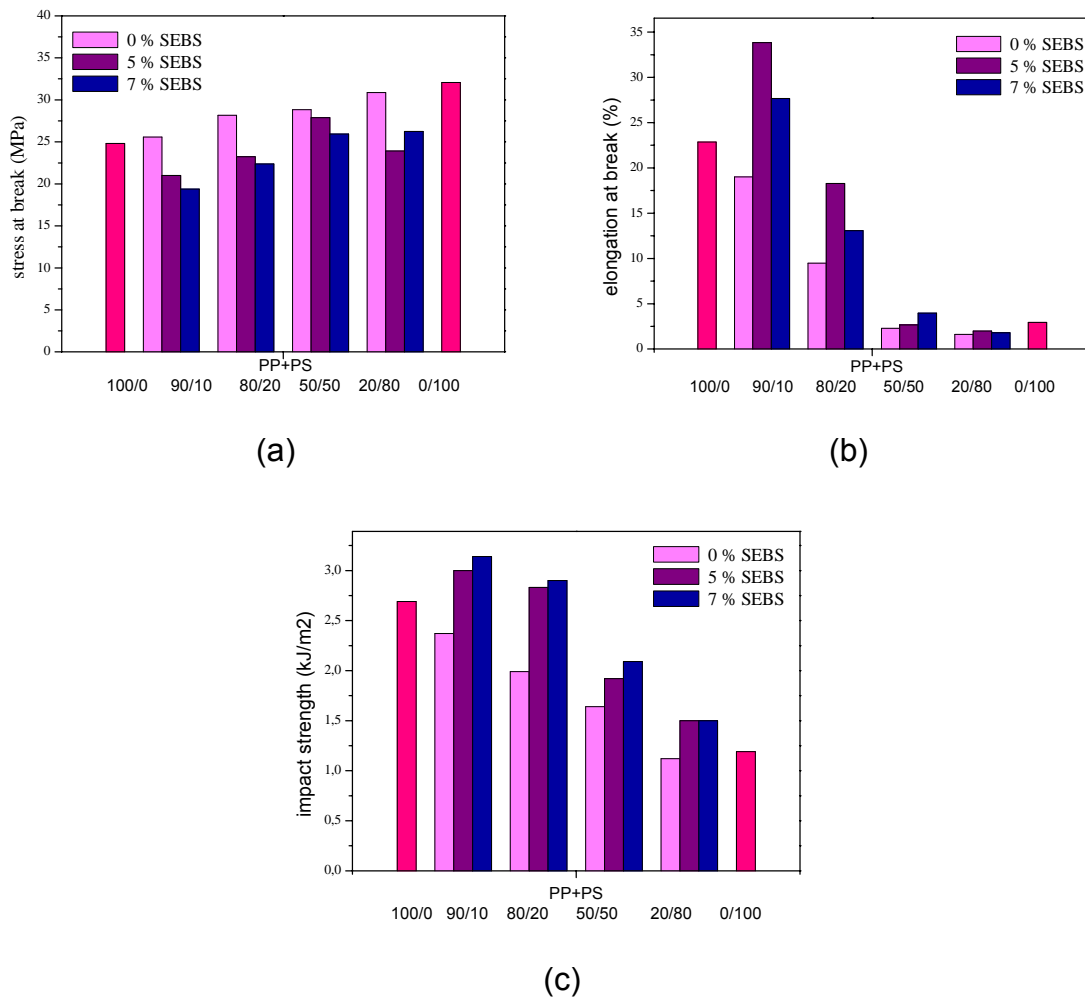 40
35
30
25
20
15
10
5
0
stress at break (MPa)
0 % SEBS
5 % SEBS
7 % SEBS
PP+PS
100/0 90/10 80/20 50/50 20/80 0/100
(a)
35
30
25
20
15
10
5
0
elongation at break (%)
0 % SEBS
5 % SEBS
7 % SEBS
PP+PS
100/0 90/10 80/20 50/50 20/80 0/100
(b)
3,0
2,5
2,0
1,5
1,0
0,5
0,0
impact strength (kJ/m2)
0 % SEBS
5 % SEBS
7 % SEBS
PP+PS
100/0 90/10 80/20 50/50 20/80 0/100
(c)